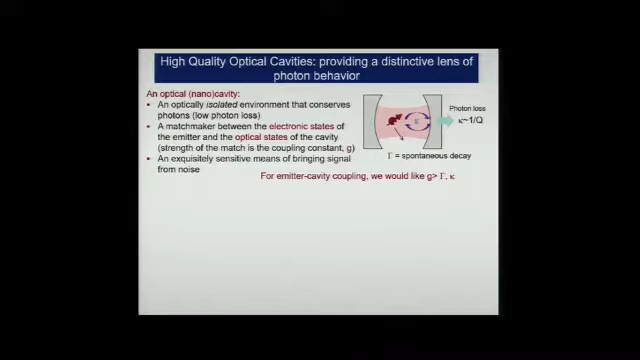 High Quality Optical Cavities: providing a distinctive lens of
photon behavior
An optical (nano)cavity:
• An optically isolated environment that conserves
photons (low photon loss)
• A matchmaker between the electronic states of
the emitter and the optical states of the cavity
(strength of the match is the coupling constant, g)
• An exquisitely sensitive means of bringing signal
from noise
g
Photon loss
κ~1/Q
Γ = spontaneous decay
For emitter-cavity coupling, we would like g> Γ, κ